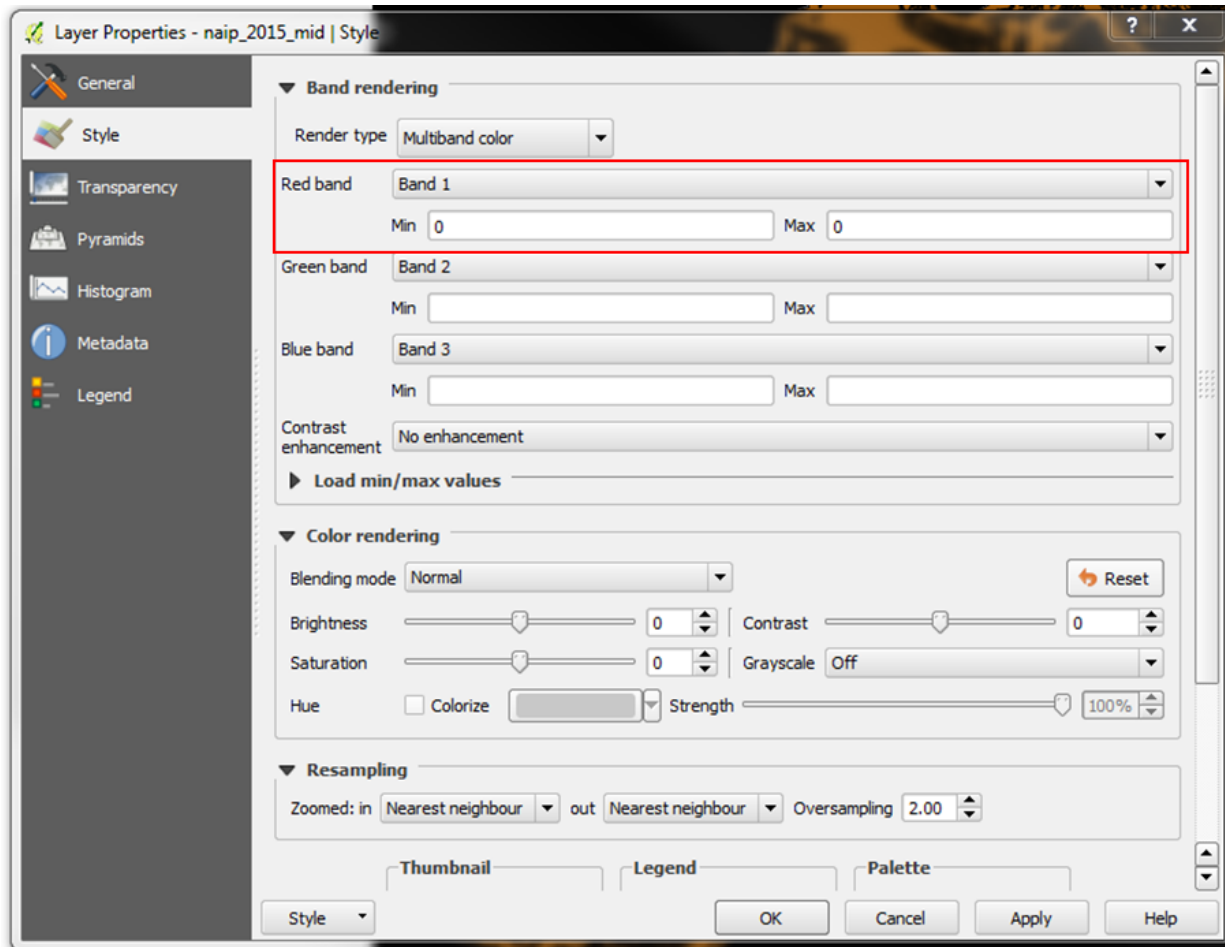 Layer Properties - naip_2015_mid | Style
?
X
General
Style
Transparency
Pyramids
Histogram
Metadata
Legend
Band rendering
Render type Multiband color
Red band Band 1
Min 0 Max 0
Green band Band 2
Min Max
Blue band Band 3
Min Max
Contrast
enhancement No enhancement
Load min/max values
Color rendering
Blending mode Normal Reset
Brightness 0 Contrast 0
Saturation 0 Grayscale Off
Hue Colorize Strength 100%
Resampling
Zoomed: in Nearest neighbour out Nearest neighbour Oversampling 2.00
Thumbnail Legend Palette
Style OK Cancel Apply Help